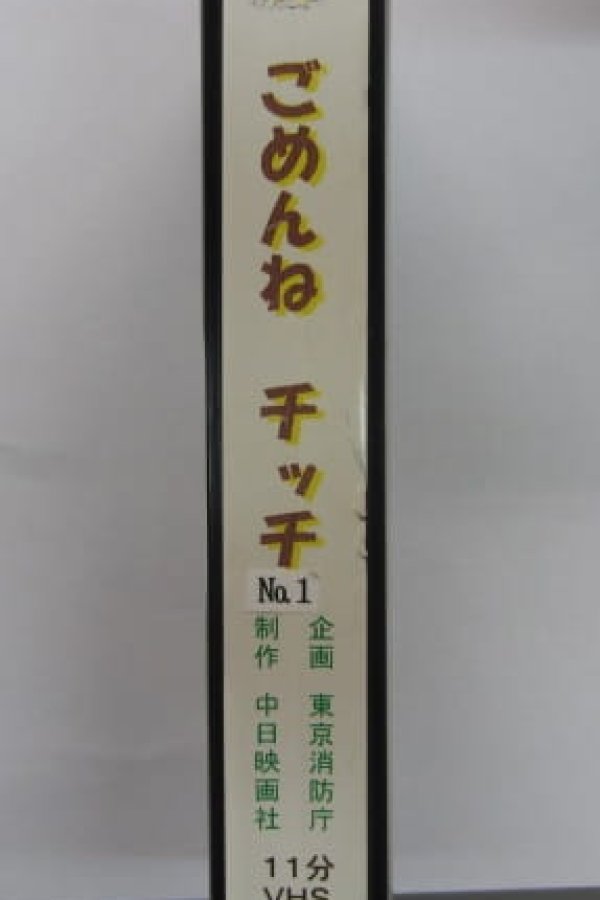 ごめんね チッチ
No.1
企画 東京消防庁
制作 中日映画社
11分
VHS